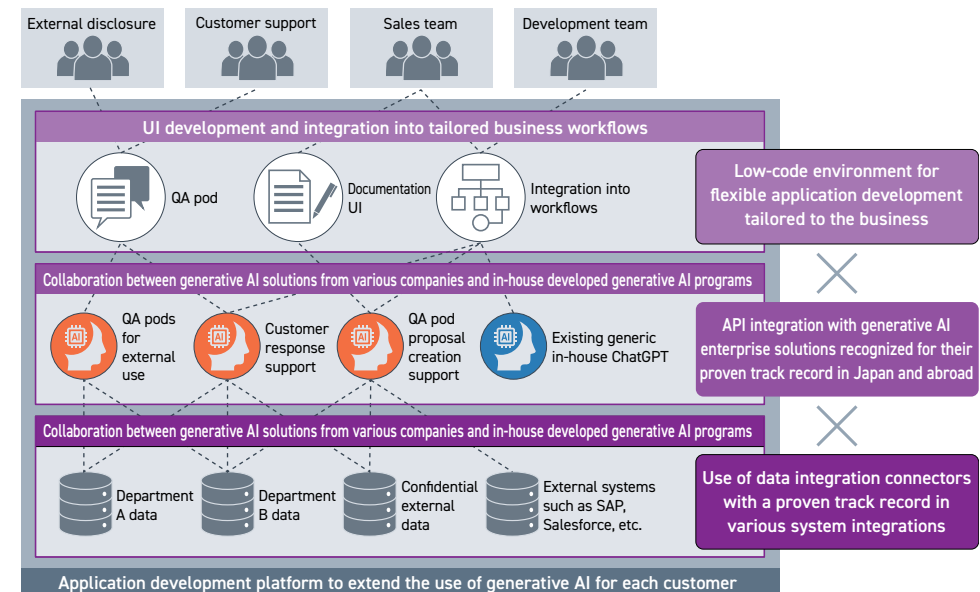 External disclosure
Customer support
Sales team
Development team
UI development and integration into tailored business workflows
QA pod
Documentation
UI
Integration into
workflows
Low-code environment for
flexible application development
tailored to the business
Collaboration between generative AI solutions from various companies and in-house developed generative AI programs
AI
QA pods
for
external
use
AI
Customer
response
support
AI
QA pod
proposal
creation
support
AI
Existing generic
in-house ChatGPT
API integration with generative AI
enterprise solutions recognized for their
proven track record in Japan and abroad
Collaboration between generative AI solutions from various companies and in-house developed generative AI programs
Department
A data
Department
B data
Confidential
external
data
External systems
such as SAP,
Salesforce, etc.
Use of data integration connectors
with a proven track record in
various system integrations
Application development platform to extend the use of generative AI for each customer